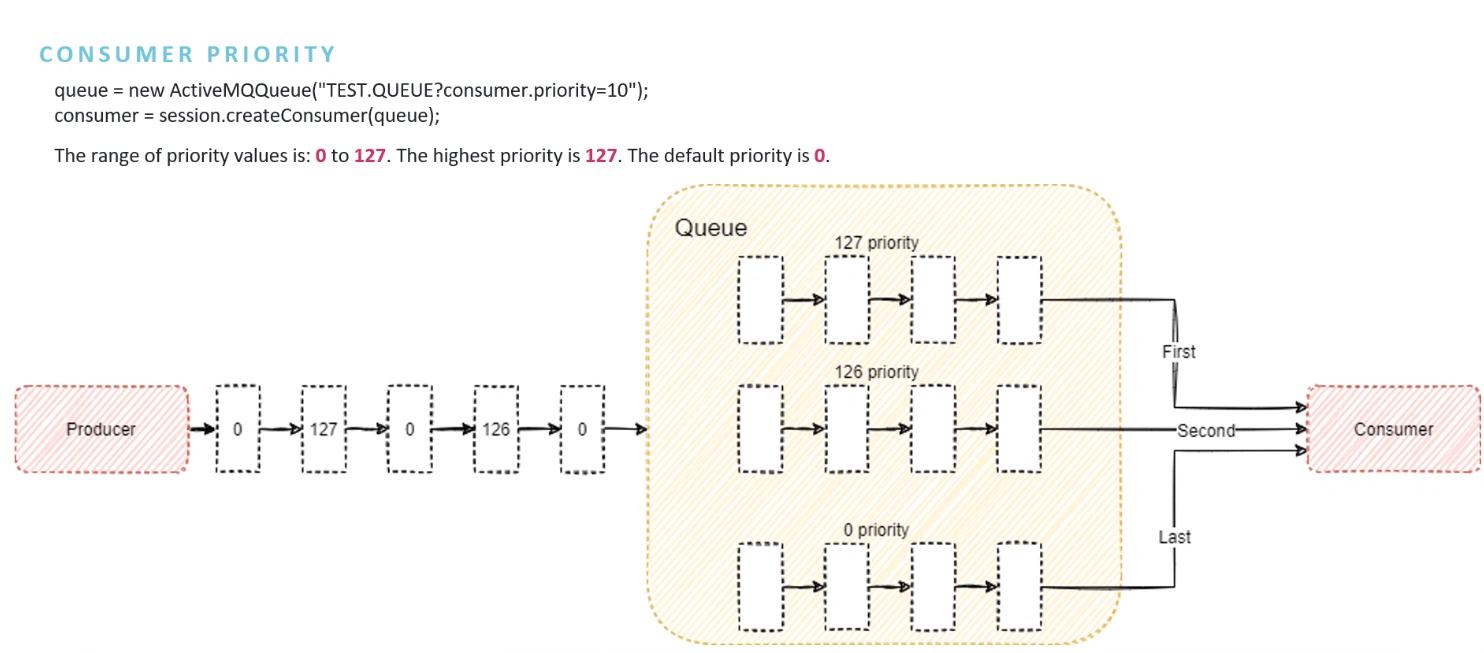 CONSUMER PRIORITY
queue = new ActiveMQQueue("TEST.QUEUE?consumer.priority=10");
consumer = session.createConsumer(queue);
The range of priority values is: 0 to 127. The highest priority is 127. The default priority is 0.
Queue
127 priority
First
126 priority
Producer
0
127
0
126
0
Second
Consumer
0 priority
Last